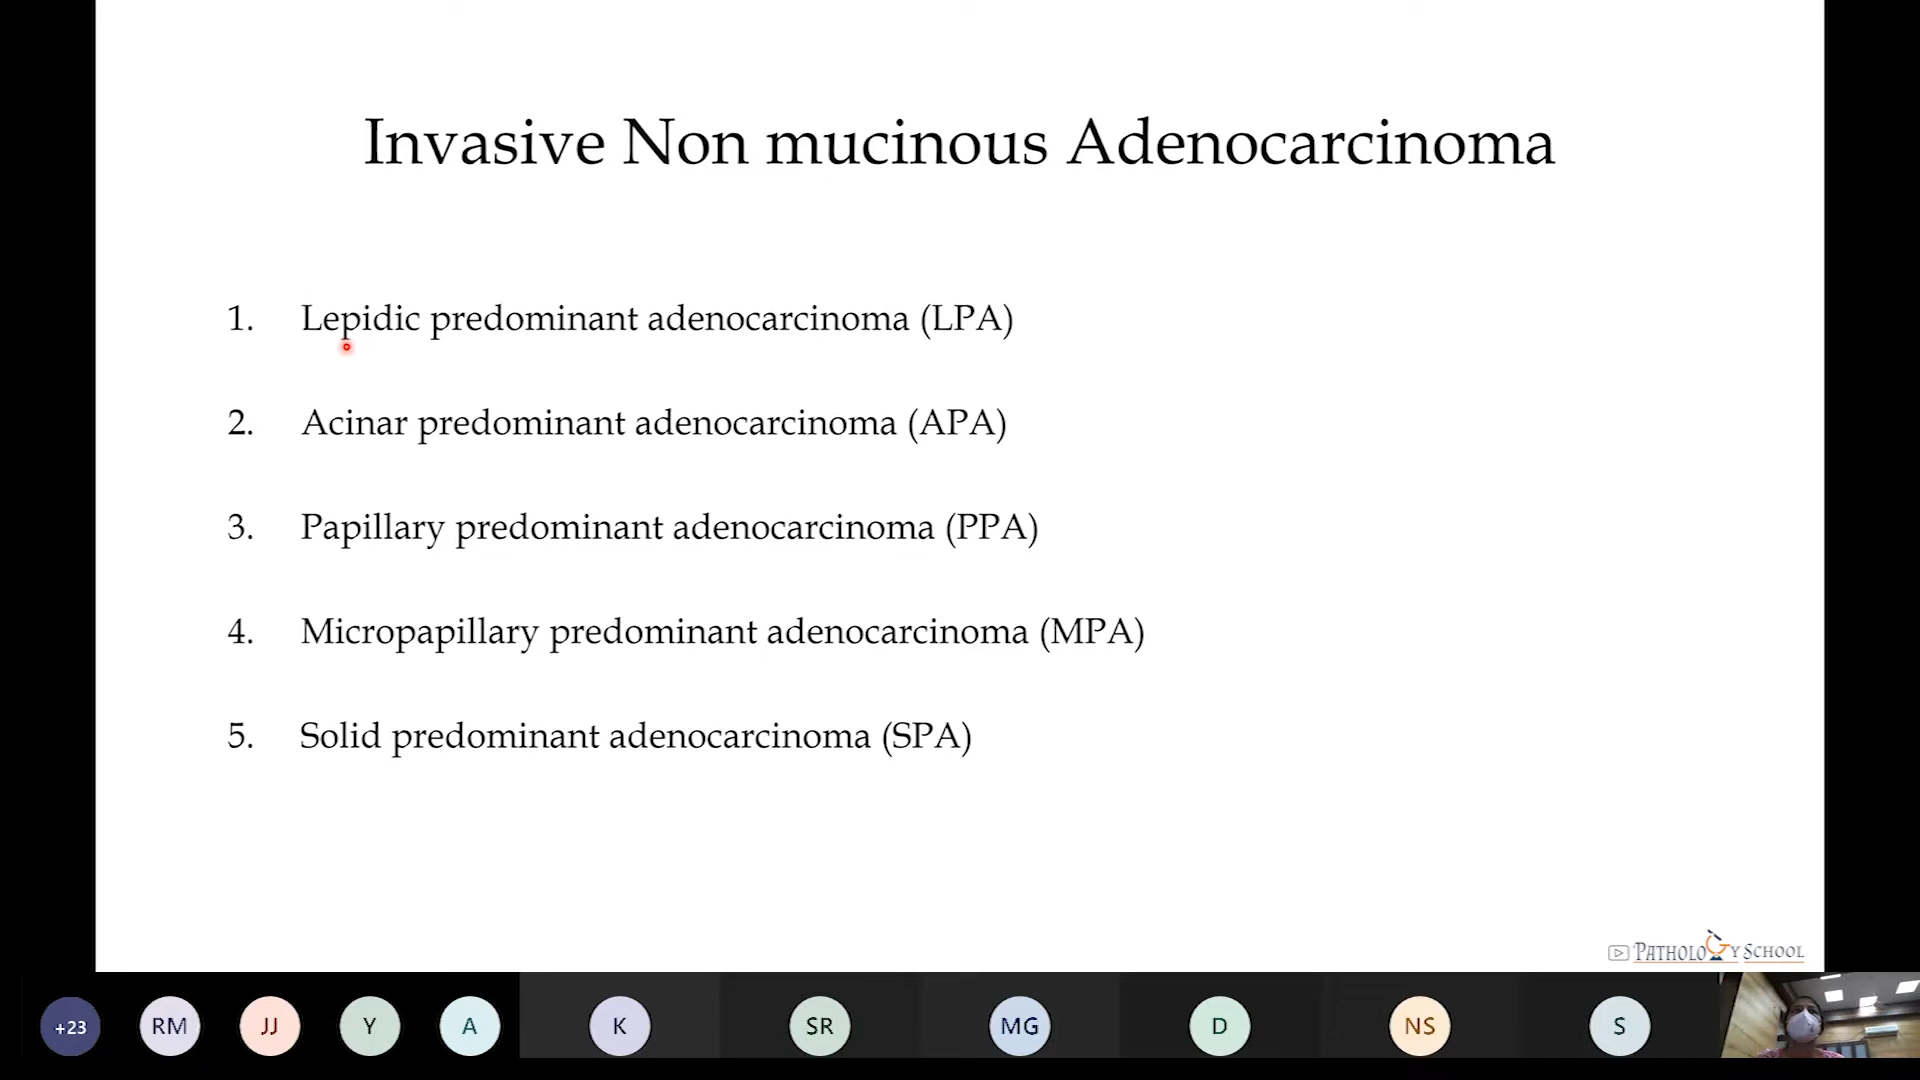 Invasive Non mucinous Adenocarcinoma
1. Lepidic predominant adenocarcinoma (LPA)
2. Acinar predominant adenocarcinoma (APA)
3. Papillary predominant adenocarcinoma (PPA)
4. Micropapillary predominant adenocarcinoma (MPA)
5. Solid predominant adenocarcinoma (SPA)
PATHOLOGY SCHOOL
+23 RM JJ Y A K SR MG D NS S